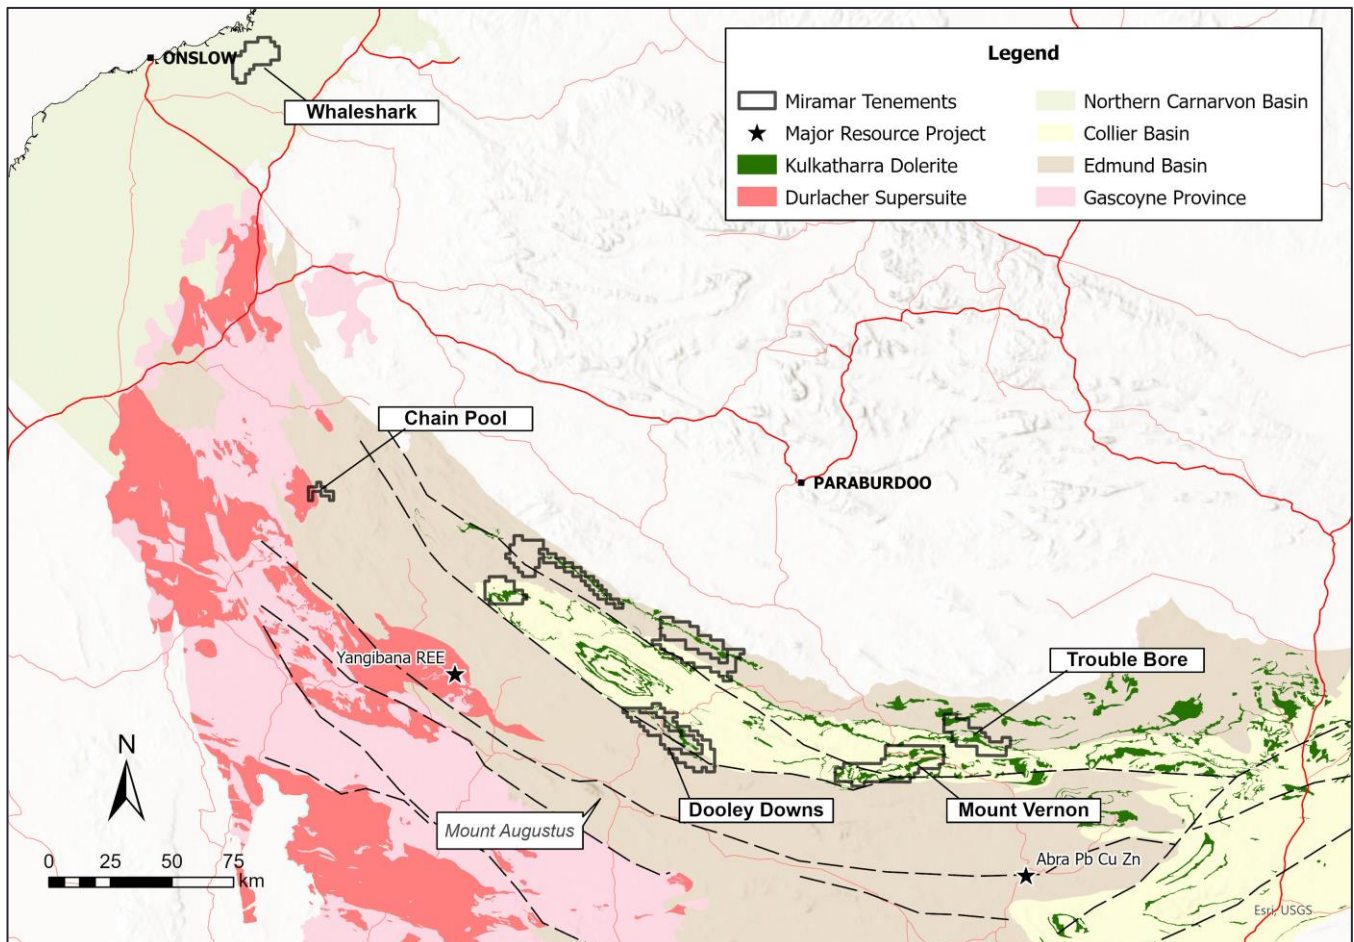 ONSLOW
Whaleshark
Legend
Miramar Tenements
Major Resource Project
Kulkatharra Dolerite
Durlacher Supersuite
Northern Carnarvon Basin
Collier Basin
Edmund Basin
Gascoyne Province
Chain Pool
PARABURDOO
Yangibana REE
Trouble Bore
N
Dooley Downs
Mount Vernon
Mount Augustus
Abra Pb Cu Zn
0 25 50 75
km
Esri, USGS